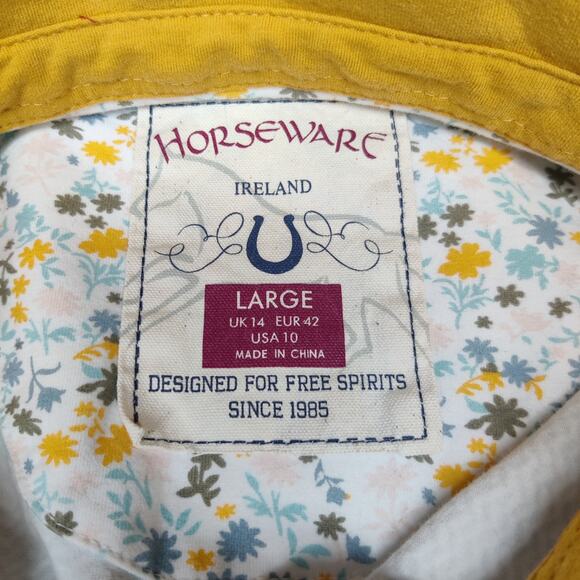 HORSEWARE
IRELAND
LARGE
UK 14 EUR 42
USA 10
MADE IN CHINA
DESIGNED FOR FREE SPIRITS
SINCE 1985